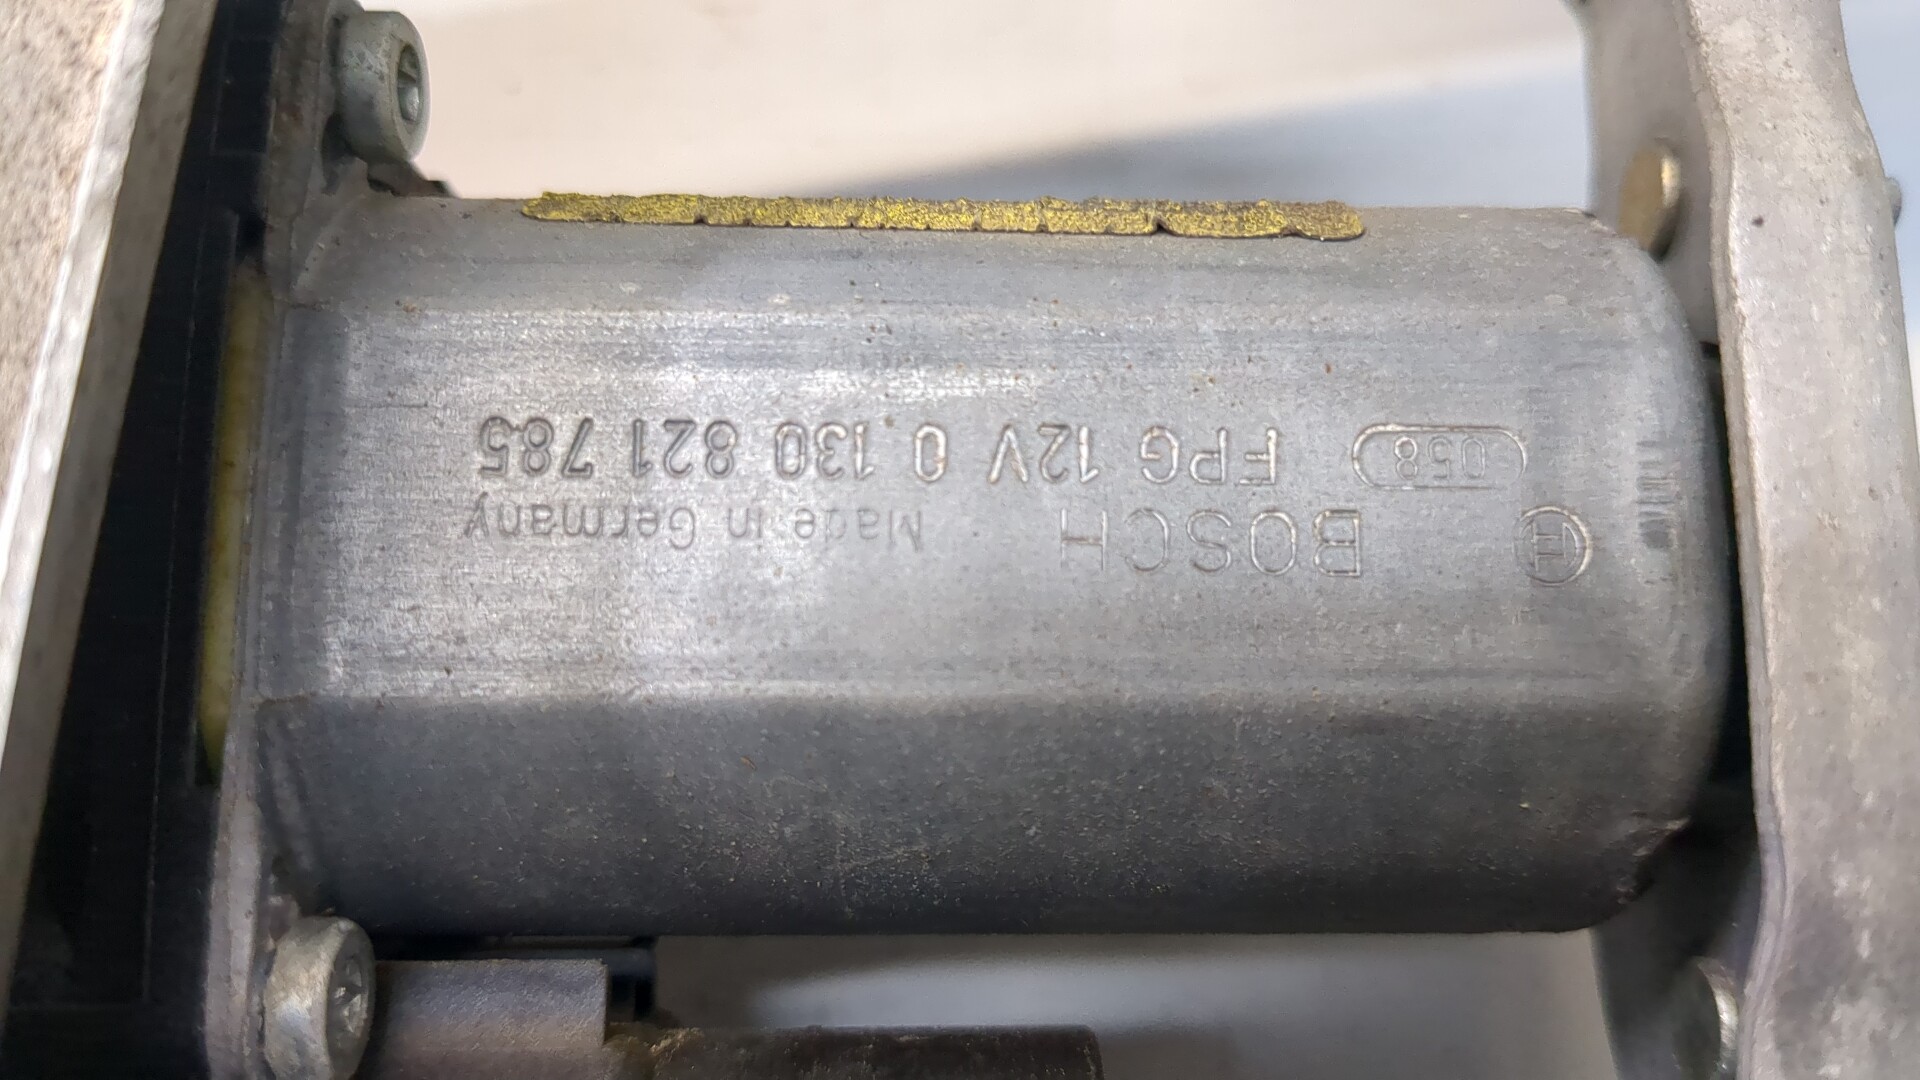 BOSCH Made in Germany
058 FPG 12V 0 130 821 785